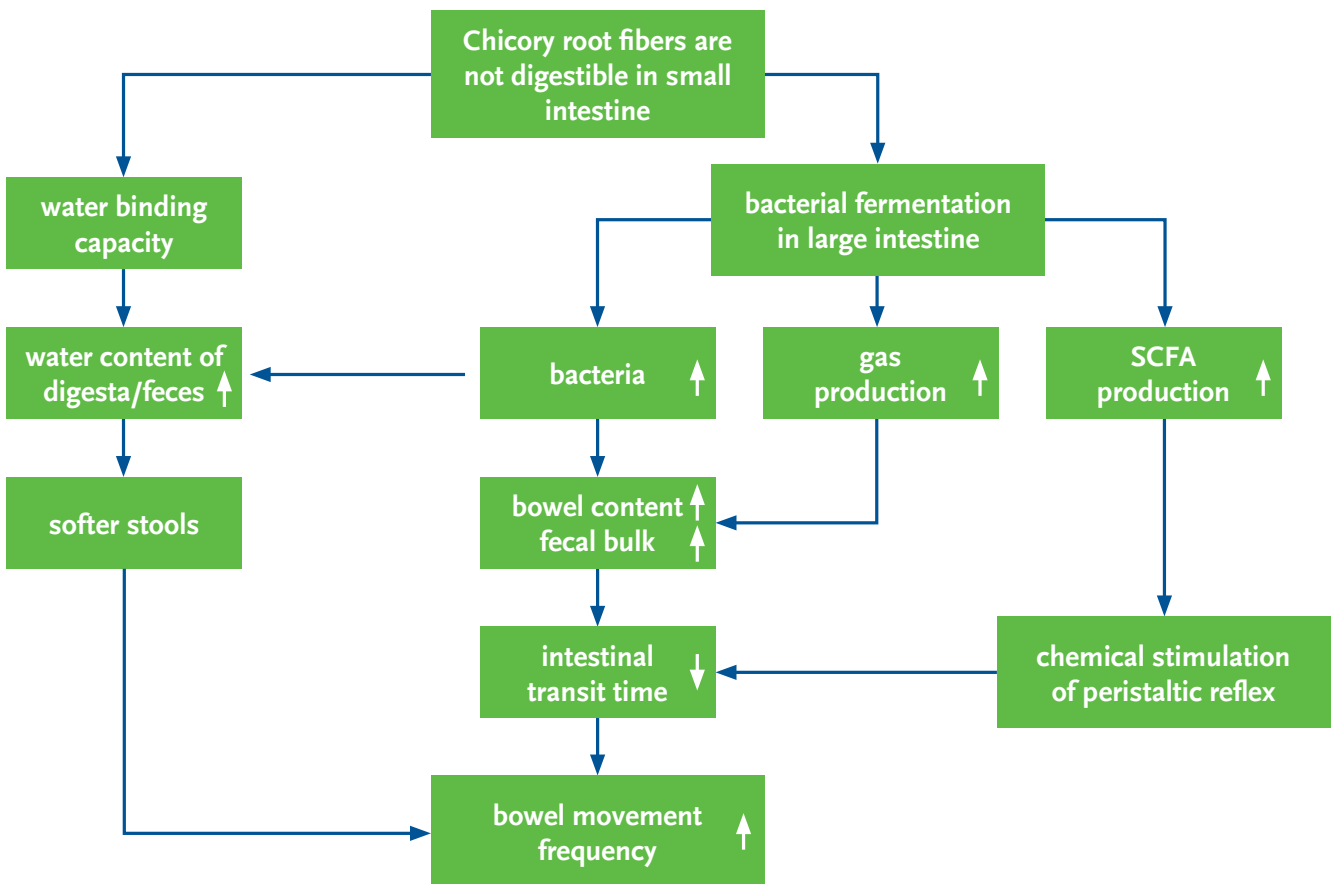 Chicory root fibers are
not digestible in small
intestine
water binding
capacity
bacterial fermentation
in large intestine
water content of
digesta/feces
bacteria
gas
production
SCFA
production
softer stools
bowel content
fecal bulk
intestinal
transit time
chemical stimulation
of peristaltic reflex
bowel movement
frequency